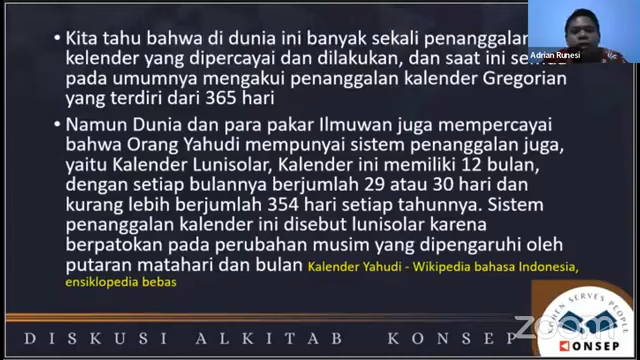 Kita tahu bahwa di dunia ini banyak sekali penanggalan
kelender yang dipercayai dan dilakukan, dan saat ini
pada umumnya mengakui penanggalan kalender Gregorian
yang terdiri dari 365 hari
Namun Dunia dan para pakar Ilmuwan juga mempercayai
bahwa Orang Yahudi mempunyai sistem penanggalan juga,
yaitu Kalender Lunisolar, Kalender ini memiliki 12 bulan,
dengan setiap bulannya berjumlah 29 atau 30 hari dan
kurang lebih berjumlah 354 hari setiap tahunnya. Sistem
penanggalan kalender ini disebut lunisolar karena
berpatokan pada perubahan musim yang dipengaruhi oleh
putaran matahari dan bulan Kalender Yahudi - Wikipedia bahasa Indonesia,
ensiklopedia bebas
Adrian Runesi
DISKUSI ALKITAB KONSEP
SERVES PEOPLE
zoom
KONSEP